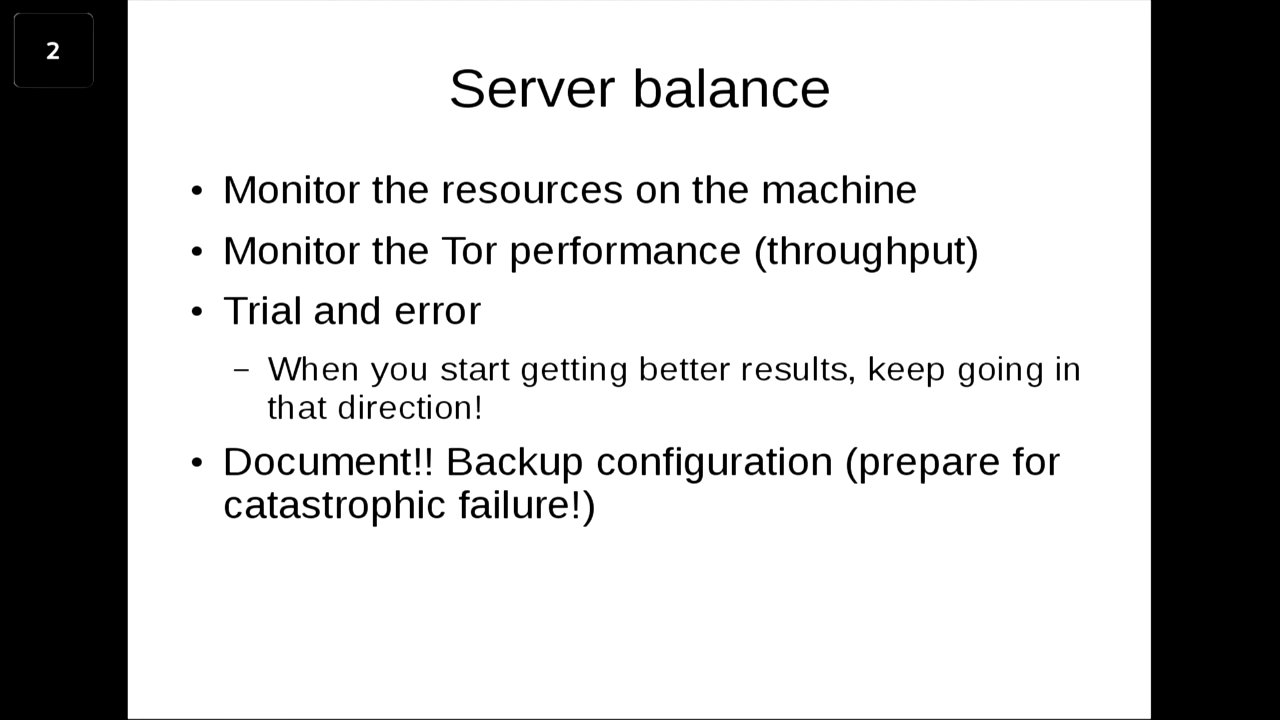 2
Server balance
• Monitor the resources on the machine
• Monitor the Tor performance (throughput)
• Trial and error
– When you start getting better results, keep going in
that direction!
• Document!! Backup configuration (prepare for
catastrophic failure!)